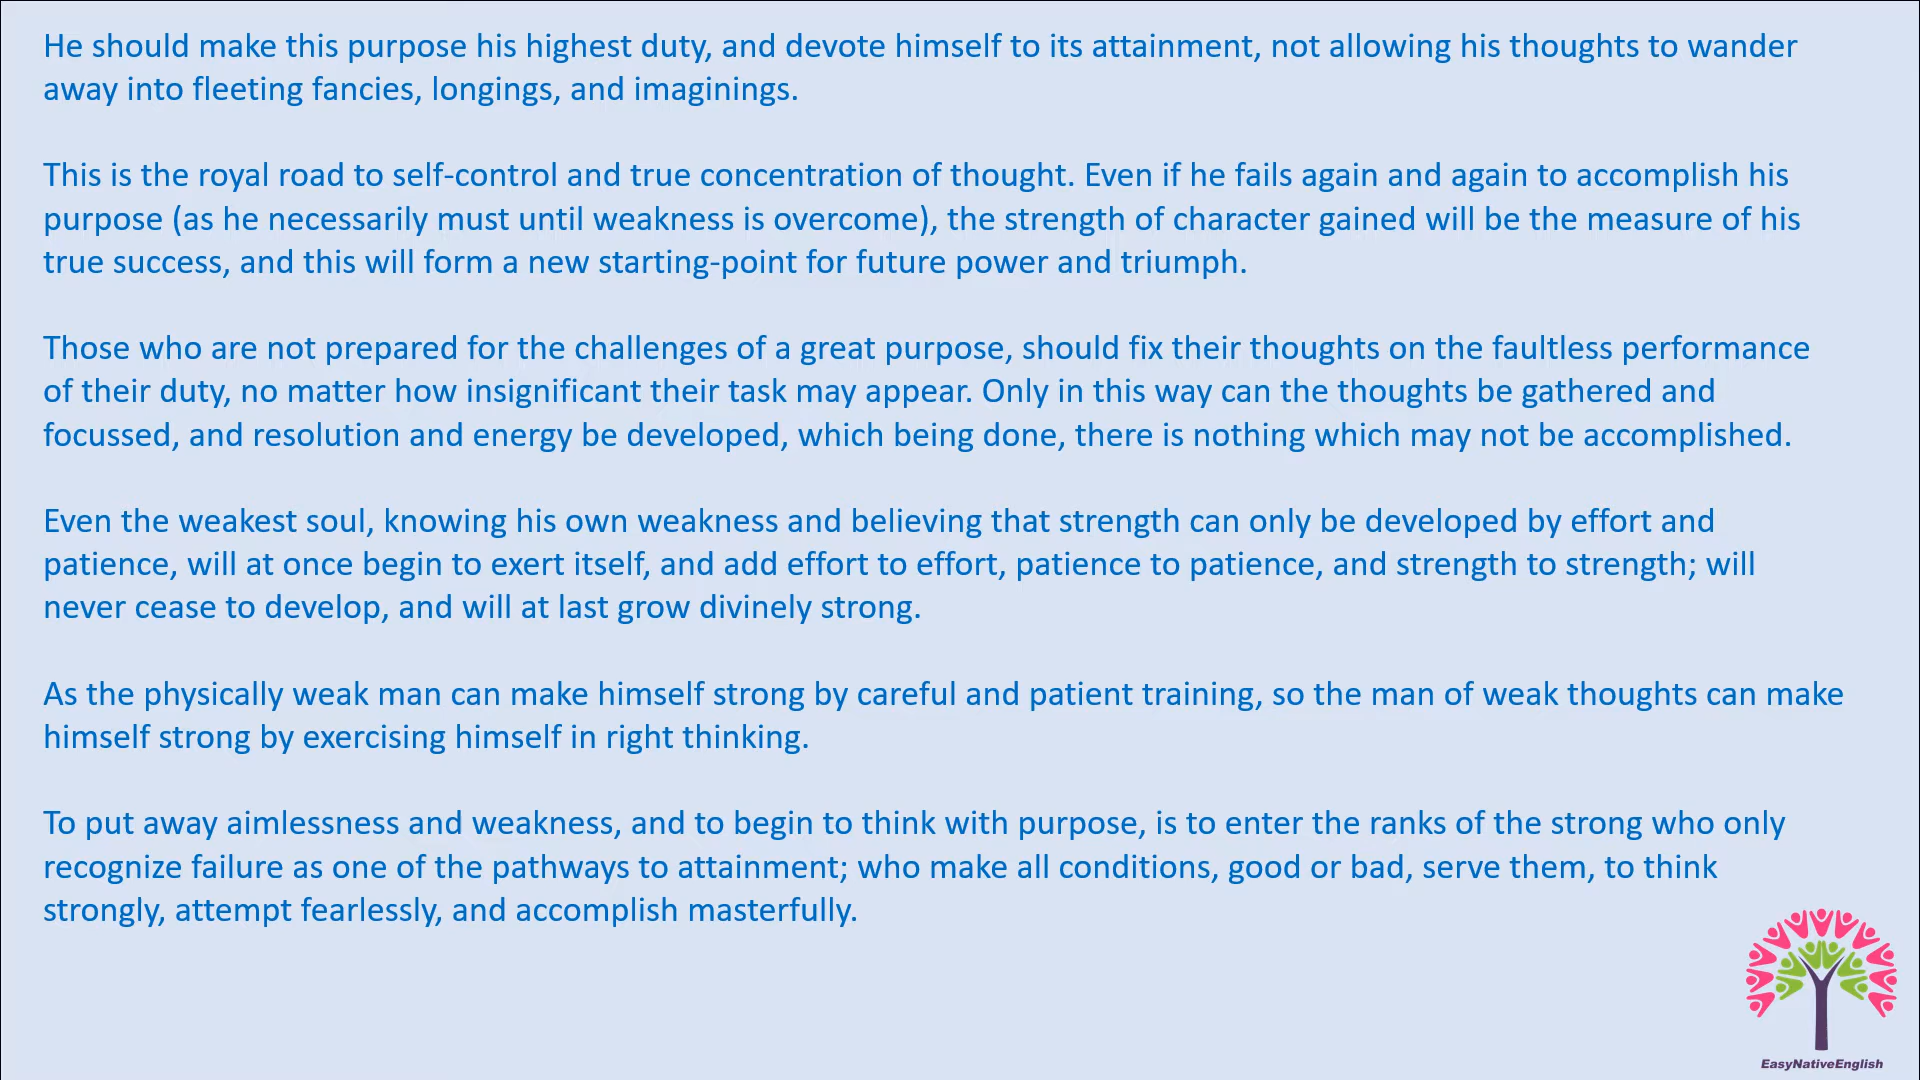 He should make this purpose his highest duty, and devote himself to its attainment, not allowing his thoughts to wander
away into fleeting fancies, longings, and imaginings.
This is the royal road to self-control and true concentration of thought. Even if he fails again and again to accomplish his
purpose (as he necessarily must until weakness is overcome), the strength of character gained will be the measure of his
true success, and this will form a new starting-point for future power and triumph.
Those who are not prepared for the challenges of a great purpose, should fix their thoughts on the faultless performance
of their duty, no matter how insignificant their task may appear. Only in this way can the thoughts be gathered and
focussed, and resolution and energy be developed, which being done, there is nothing which may not be accomplished.
Even the weakest soul, knowing his own weakness and believing that strength can only be developed by effort and
patience, will at once begin to exert itself, and add effort to effort, patience to patience, and strength to strength; will
never cease to develop, and will at last grow divinely strong.
As the physically weak man can make himself strong by careful and patient training, so the man of weak thoughts can make
himself strong by exercising himself in right thinking.
To put away aimlessness and weakness, and to begin to think with purpose, is to enter the ranks of the strong who only
recognize failure as one of the pathways to attainment; who make all conditions, good or bad, serve them, to think
strongly, attempt fearlessly, and accomplish masterfully.
EasyNativeEnglish